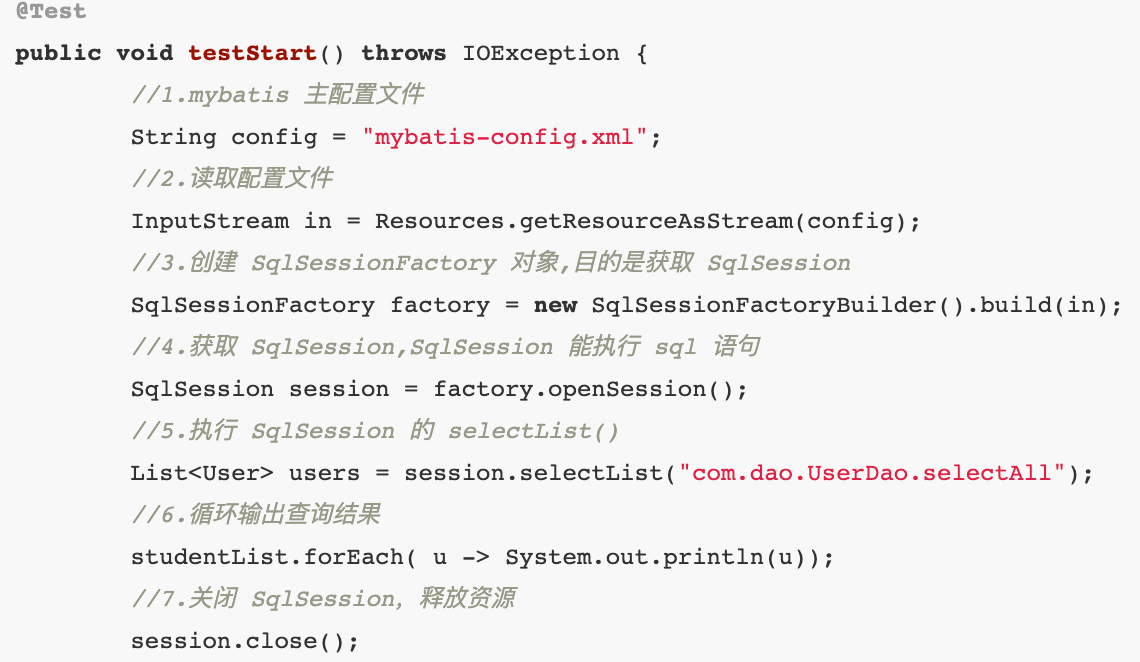 @Test
public void testStart() throws IOException {
//1.mybatis 主配置文件
String config = "mybatis-config.xml";
//2.读取配置文件
InputStream in = Resources.getResourceAsStream(config);
//3.创建 SqlSessionFactory 对象,目的是获取 SqlSession
SqlSessionFactory factory = new SqlSessionFactoryBuilder().build(in);
//4.获取 SqlSession,SqlSession 能执行 sql 语句
SqlSession session = factory.openSession();
//5.执行 SqlSession 的 selectList()
List<User> users = session.selectList("com.dao.UserDao.selectAll");
//6.循环输出查询结果
studentList.forEach( u -> System.out.println(u));
//7.关闭 SqlSession, 释放资源
session.close();